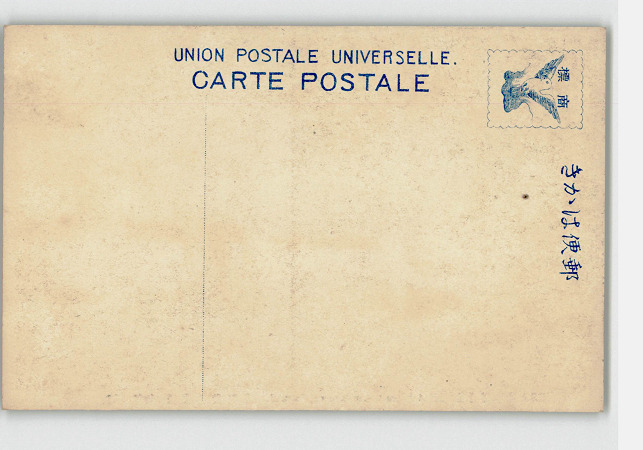 UNION POSTALE UNIVERSELLE.
CARTE POSTALE
商標
郵便はがき